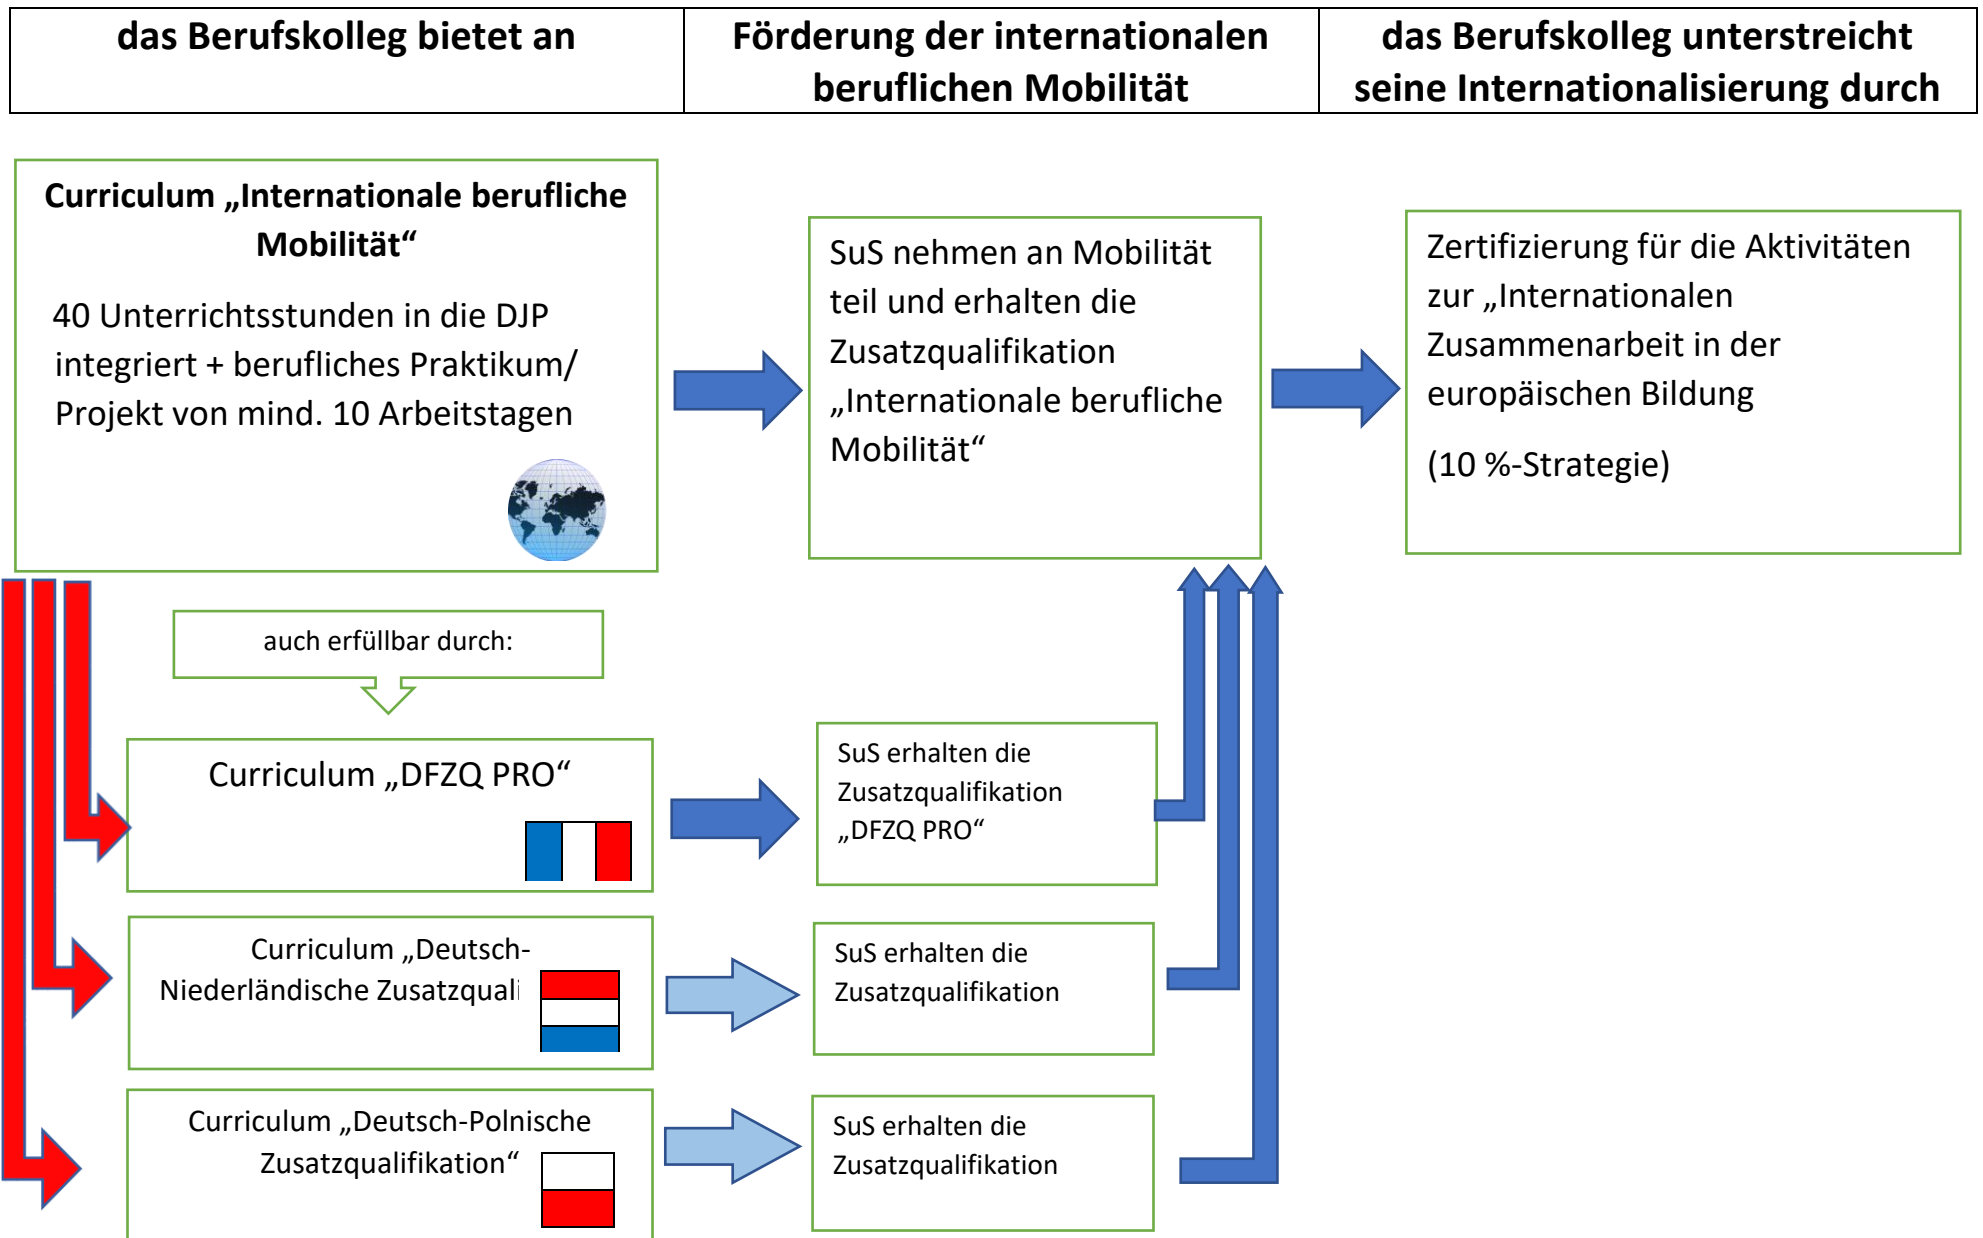 das Berufskolleg bietet an
Förderung der internationalen
beruflichen Mobilität
das Berufskolleg unterstreicht
seine Internationalisierung durch
Curriculum „Internationale berufliche
Mobilität“
40 Unterrichtsstunden in die DJP
integriert + berufliches Praktikum/
Projekt von mind. 10 Arbeitstagen
SuS nehmen an Mobilität
teil und erhalten die
Zusatzqualifikation
„Internationale berufliche
Mobilität“
Zertifizierung für die Aktivitäten
zur „Internationalen
Zusammenarbeit in der
europäischen Bildung
(10 %-Strategie)
auch erfüllbar durch:
Curriculum „DFZQ PRO“
SuS erhalten die
Zusatzqualifikation
„DFZQ PRO“
Curriculum „Deutsch-
Niederländische Zusatzquali
SuS erhalten die
Zusatzqualifikation
Curriculum „Deutsch-Polnische
Zusatzqualifikation“
SuS erhalten die
Zusatzqualifikation